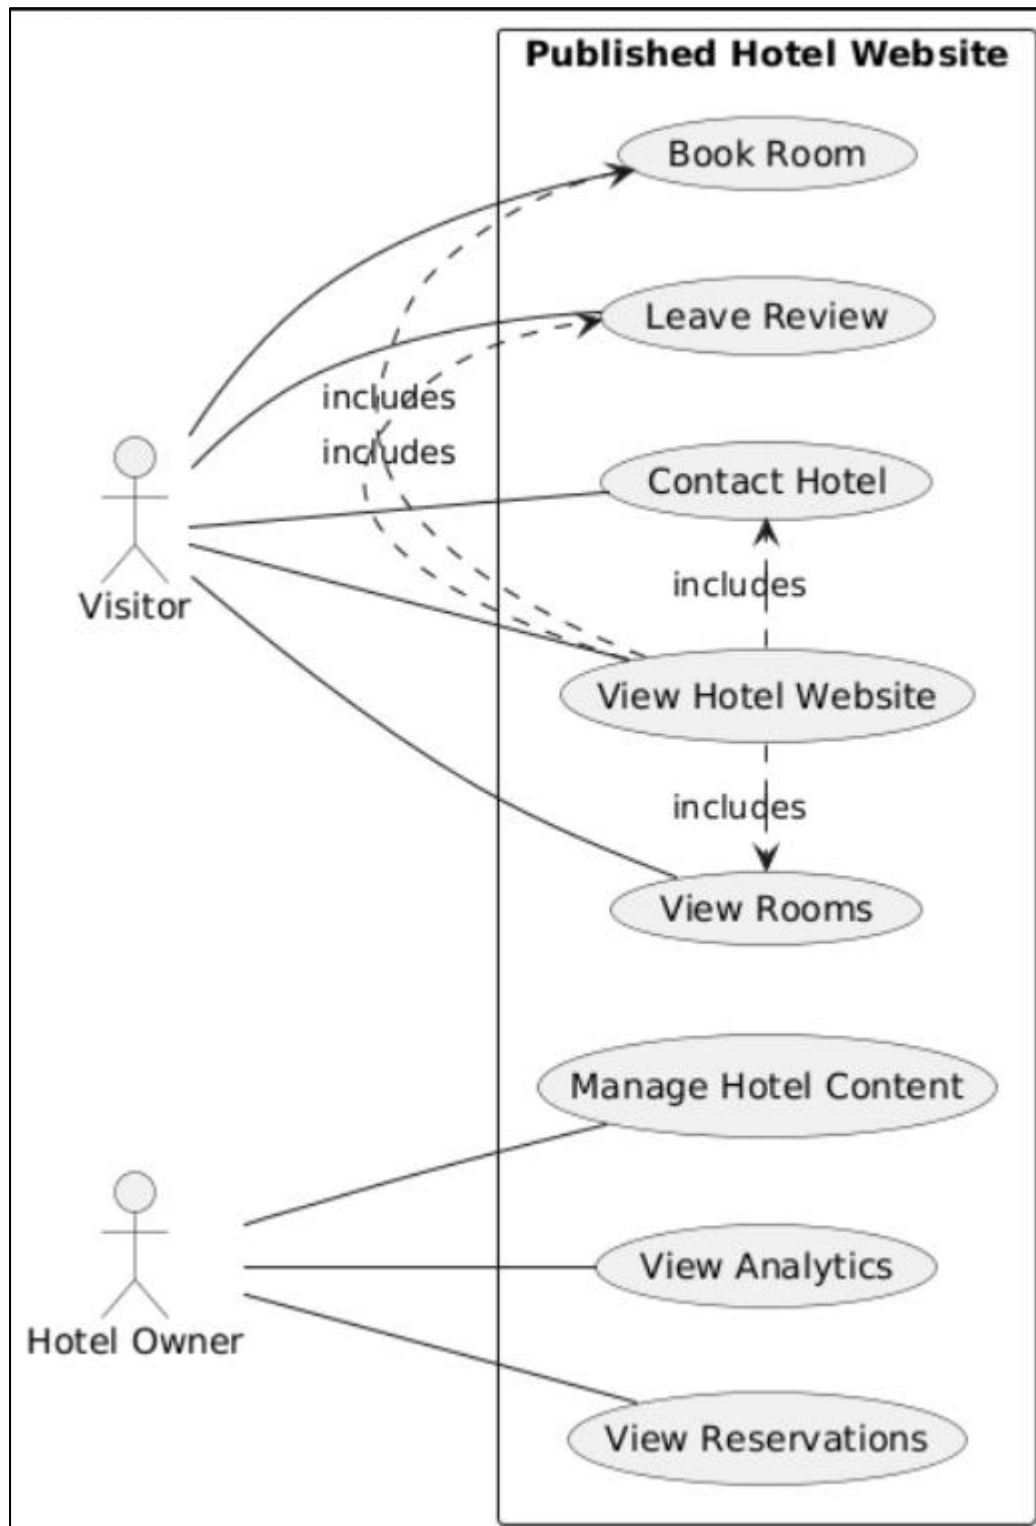 Published Hotel Website
Book Room
Leave Review
includes
includes
Contact Hotel
includes
Visitor
View Hotel Website
includes
View Rooms
Manage Hotel Content
View Analytics
Hotel Owner
View Reservations